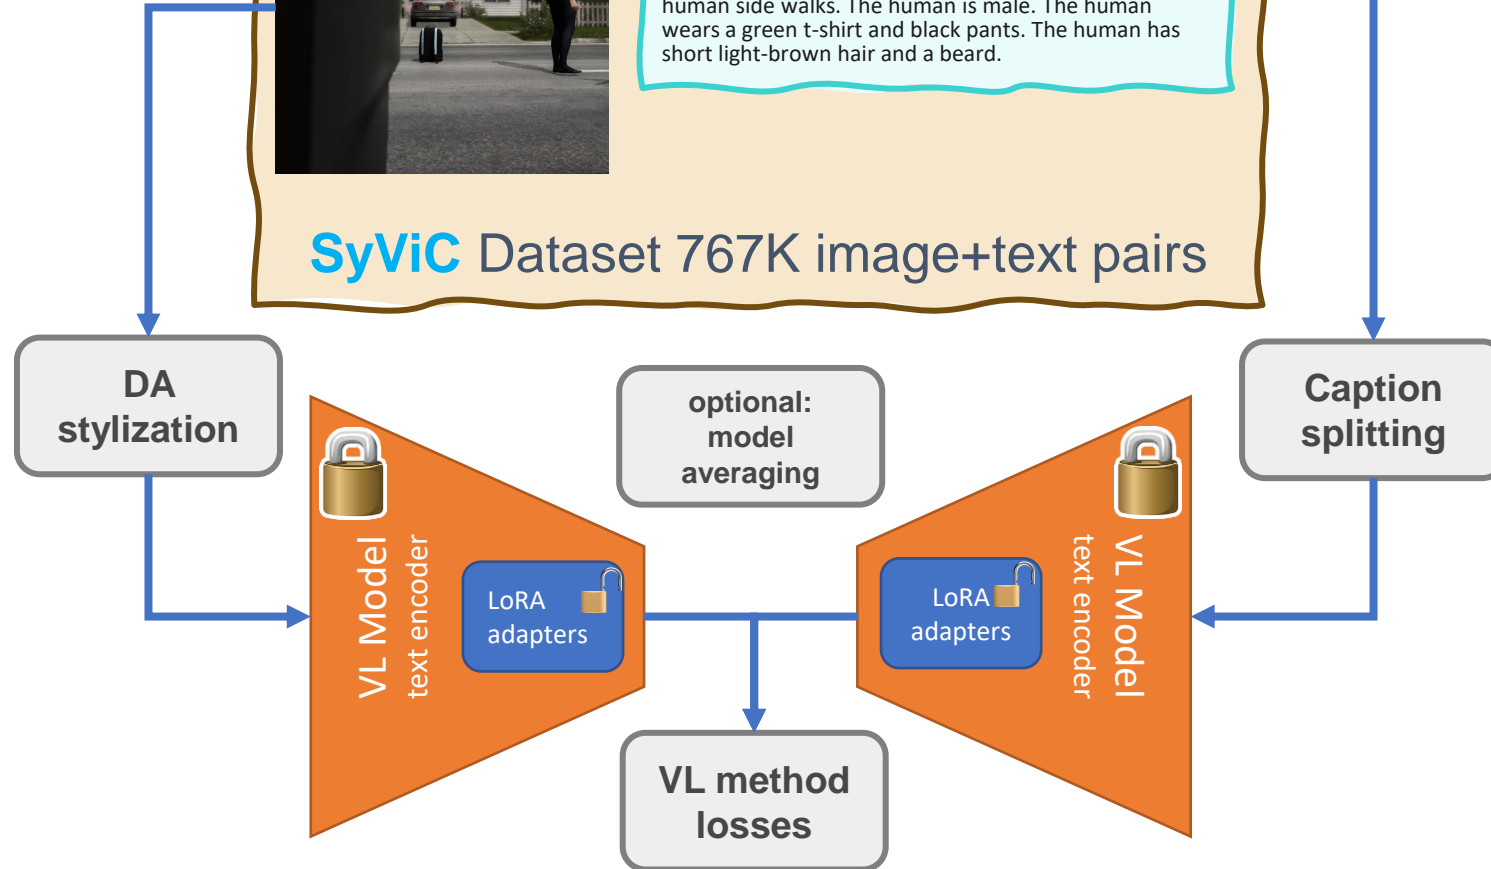 human side walks. The human is male. The human
wears a green t-shirt and black pants. The human has
short light-brown hair and a beard.
SyViC Dataset 767K image+text pairs
DA
stylization
optional:
model
averaging
Caption
splitting
VL Model
text encoder
LoRA
adapters
LoRA
adapters
VL Model
text encoder
VL method
losses